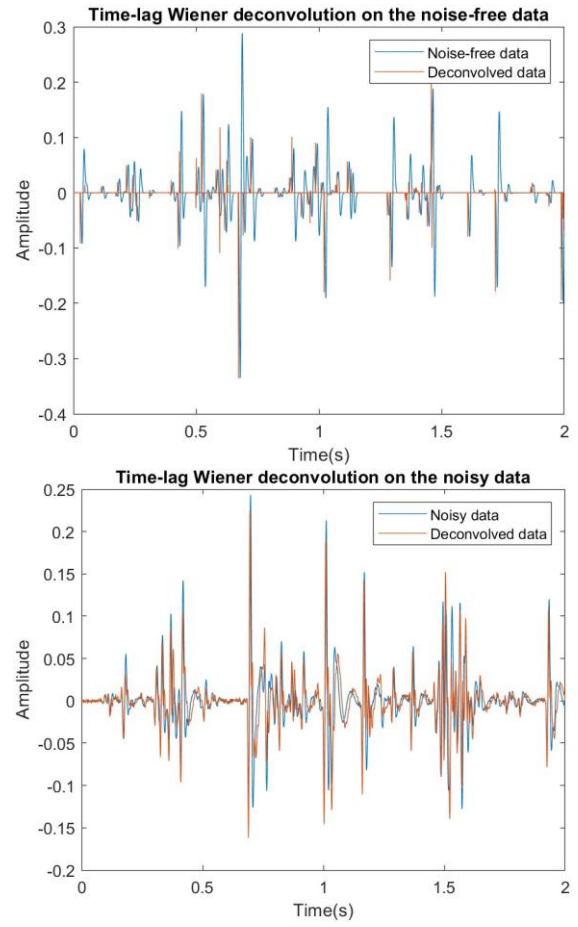 Time-lag Wiener deconvolution on the noise-free data
0.3
Noise-free data
Deconvolved data
0.2
0.1
0
-0.1
-0.2
-0.3
-0.4
Amplitude
0 0.5 1 1.5 2
Time(s)
Time-lag Wiener deconvolution on the noisy data
0.25
Noisy data
Deconvolved data
0.2
0.15
0.1
0.05
0
-0.05
-0.1
-0.15
-0.2
Amplitude
0 0.5 1 1.5 2
Time(s)